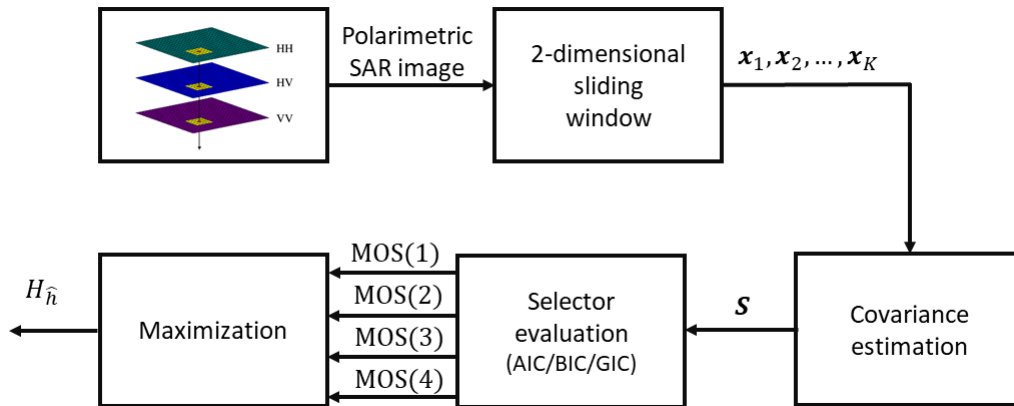 HH
HV
VV
Polarimetric
SAR image
2-dimensional
sliding
window
𝒙₁, 𝒙₂, … , 𝒙_K
Covariance
estimation
𝑺
Selector
evaluation
(AIC/BIC/GIC)
MOS(1)
MOS(2)
MOS(3)
MOS(4)
Maximization
H_ĥ